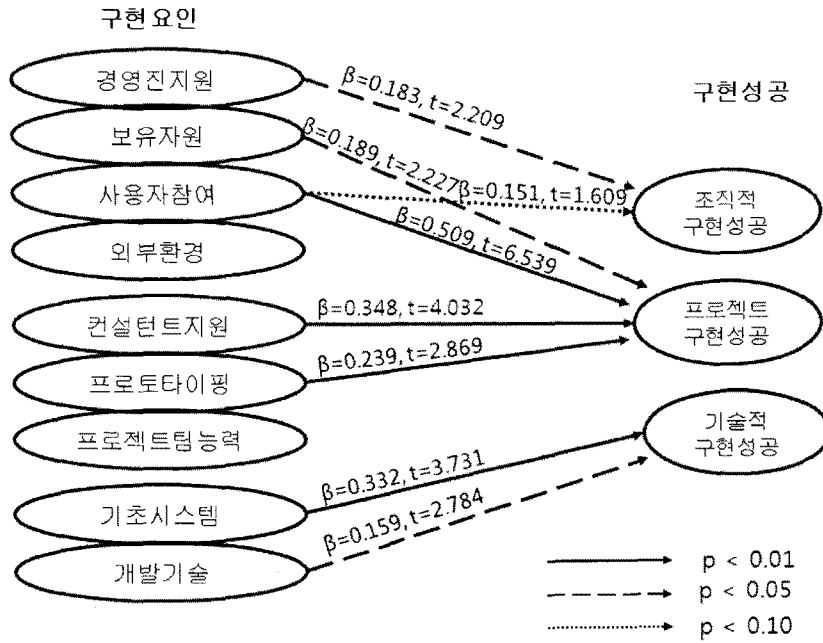 구현요인
경영진지원
보유자원
사용자참여
외부환경
컨설턴트지원
프로토타이핑
프로젝트팀능력
기초시스템
개발기술
β=0.183, t=2.209
β=0.189, t=2.227
β=0.151, t=1.609
β=0.509, t=6.539
β=0.348, t=4.032
β=0.239, t=2.869
β=0.332, t=3.731
β=0.159, t=2.784
구현성공
조직적
구현성공
프로젝트
구현성공
기술적
구현성공
p < 0.01
p < 0.05
p < 0.10